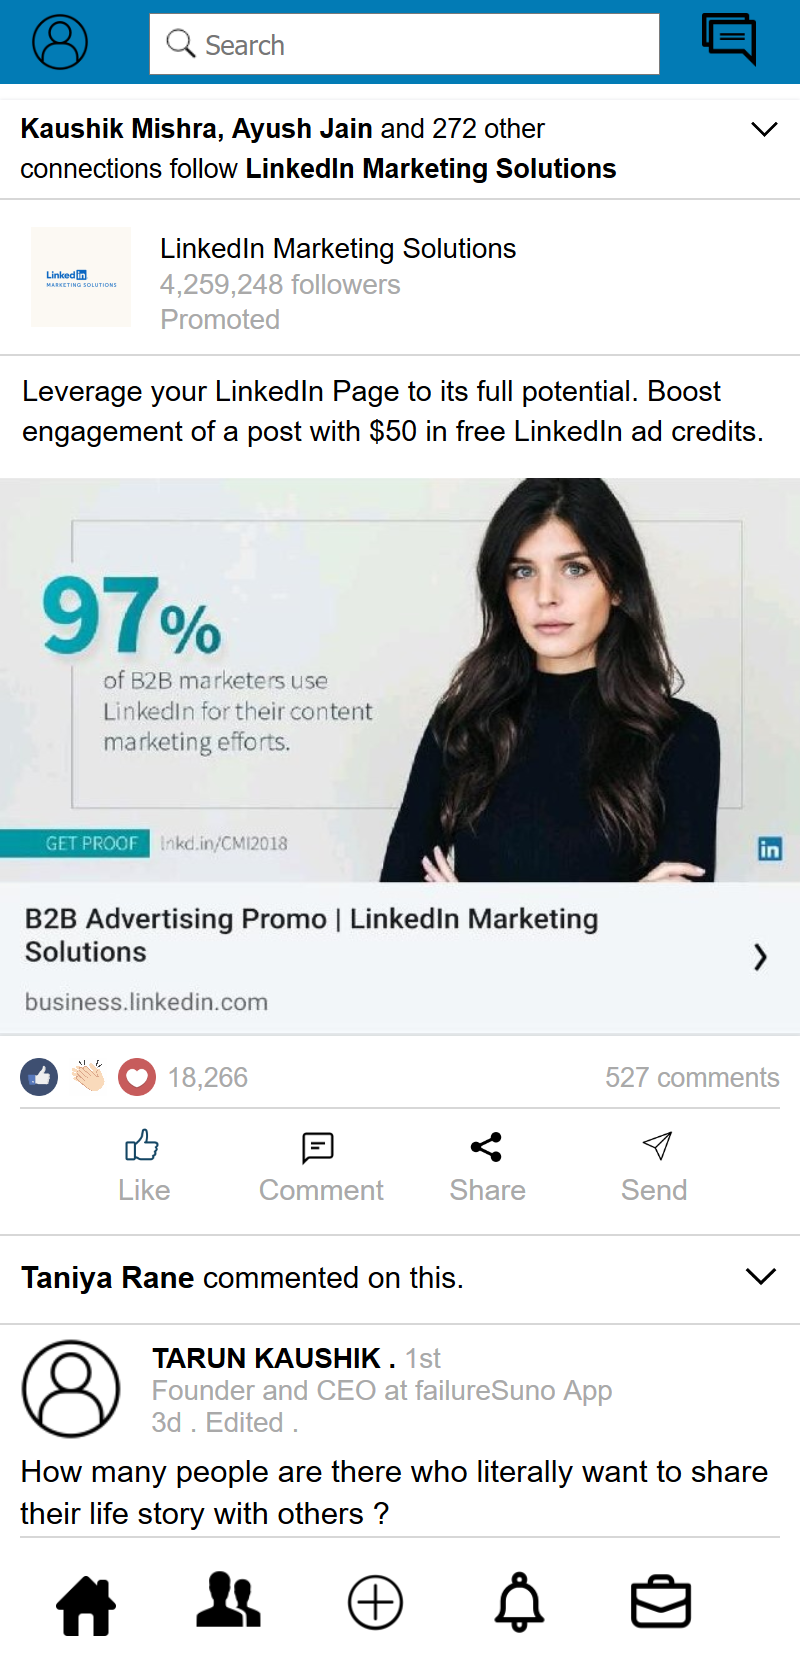 Search
Kaushik Mishra, Ayush Jain and 272 other
connections follow LinkedIn Marketing Solutions
Linked in
MARKETING SOLUTIONS
LinkedIn Marketing Solutions
4,259,248 followers
Promoted
Leverage your LinkedIn Page to its full potential. Boost
engagement of a post with $50 in free LinkedIn ad credits.
97%
of B2B marketers use
LinkedIn for their content
marketing efforts.
GET PROOF lnkd.in/CMI2018
in
B2B Advertising Promo | LinkedIn Marketing
Solutions
business.linkedin.com
18,266 527 comments
Like Comment Share Send
Taniya Rane commented on this.
TARUN KAUSHIK . 1st
Founder and CEO at failureSuno App
3d . Edited .
How many people are there who literally want to share
their life story with others ?